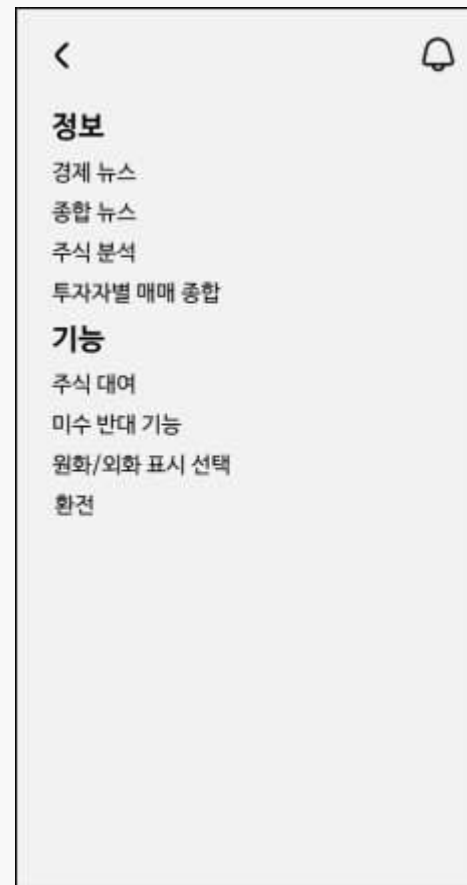 정보
경제 뉴스
종합 뉴스
주식 분석
투자자별 매매 종합
기능
주식 대여
미수 반대 기능
원화/외화 표시 선택
환전